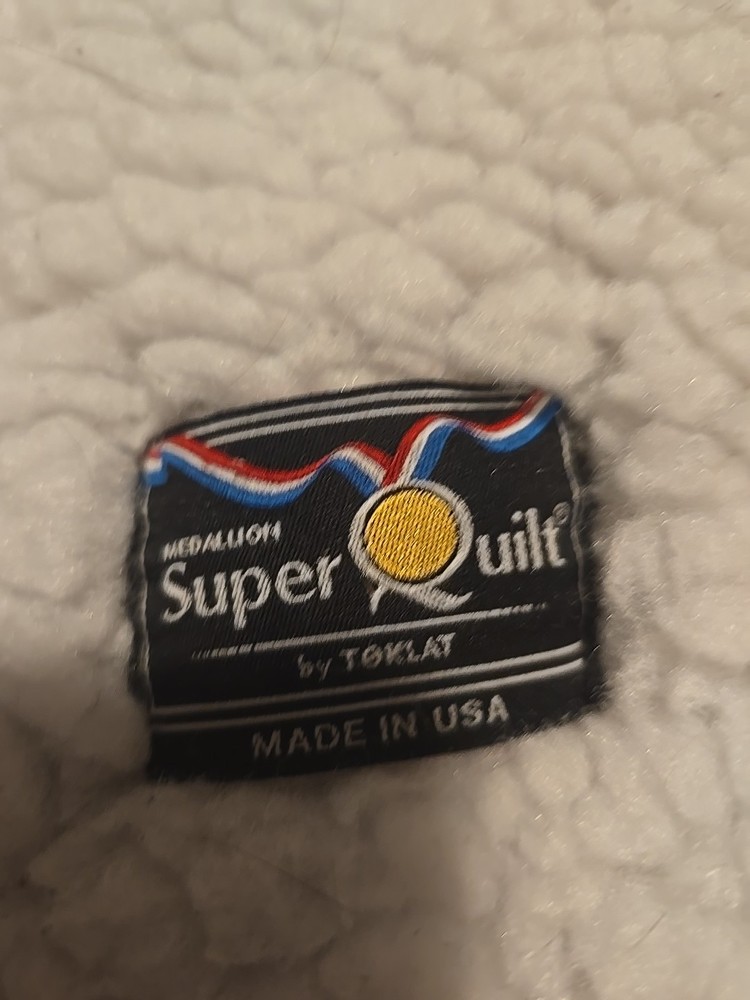 MEDALLION
Super Quilt®
by TOKLAT
MADE IN USA